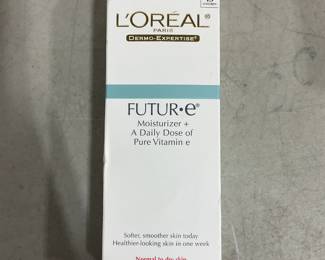 L'ORÉAL®
PARIS
DERMO-EXPERTISE®
FUTUR•e®
Moisturizer +
A Daily Dose of
Pure Vitamin e
Softer, smoother skin today
Healthier-looking skin in one week
Normal to dry skin